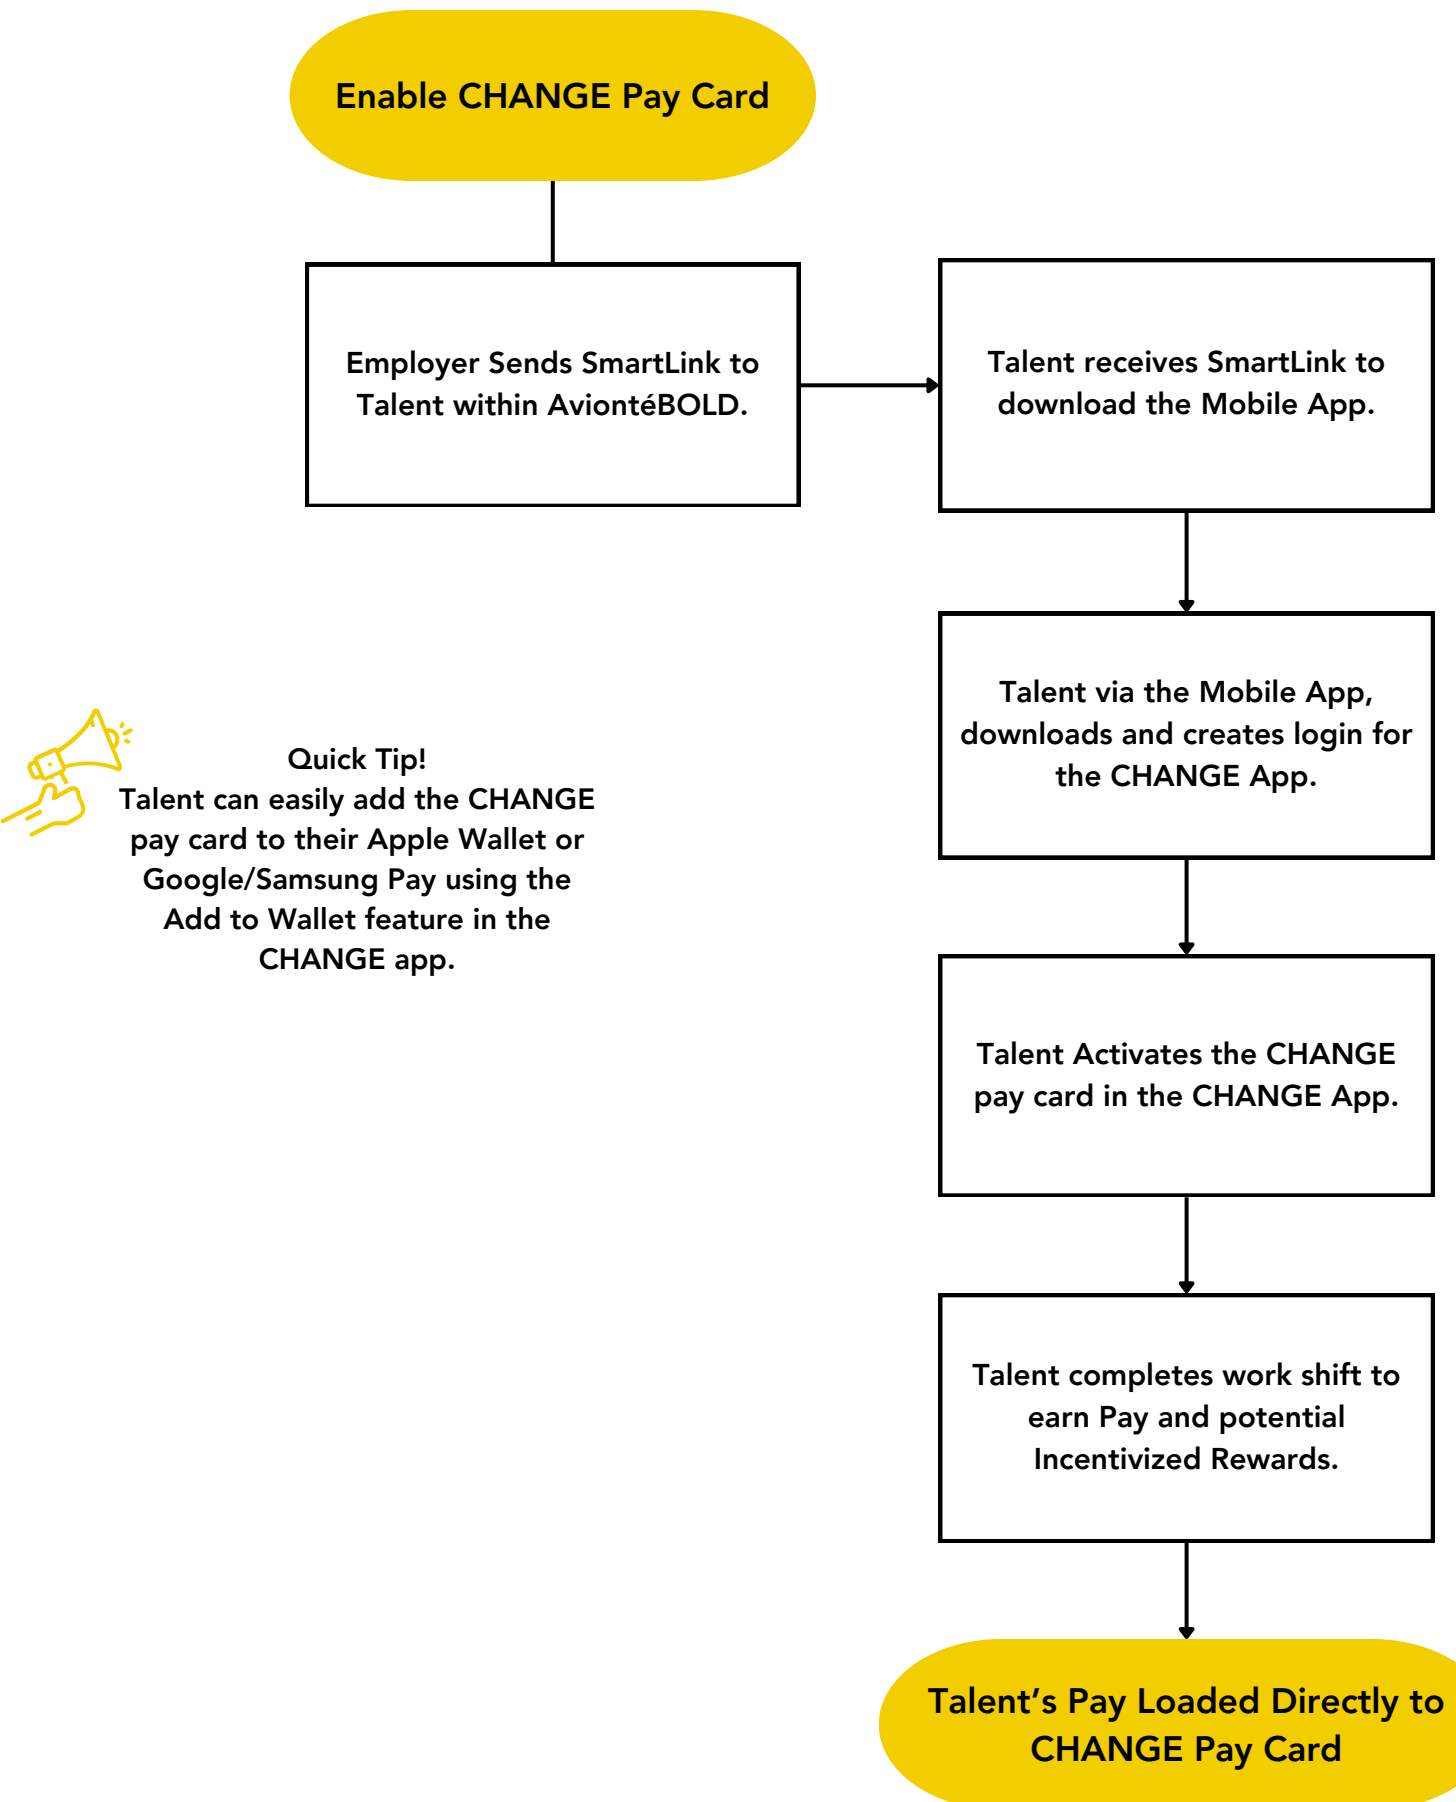 Enable CHANGE Pay Card
Employer Sends SmartLink to
Talent within AviontéBOLD.
Talent receives SmartLink to
download the Mobile App.
Talent via the Mobile App,
downloads and creates login for
the CHANGE App.
Quick Tip!
Talent can easily add the CHANGE
pay card to their Apple Wallet or
Google/Samsung Pay using the
Add to Wallet feature in the
CHANGE app.
Talent Activates the CHANGE
pay card in the CHANGE App.
Talent completes work shift to
earn Pay and potential
Incentivized Rewards.
Talent’s Pay Loaded Directly to
CHANGE Pay Card